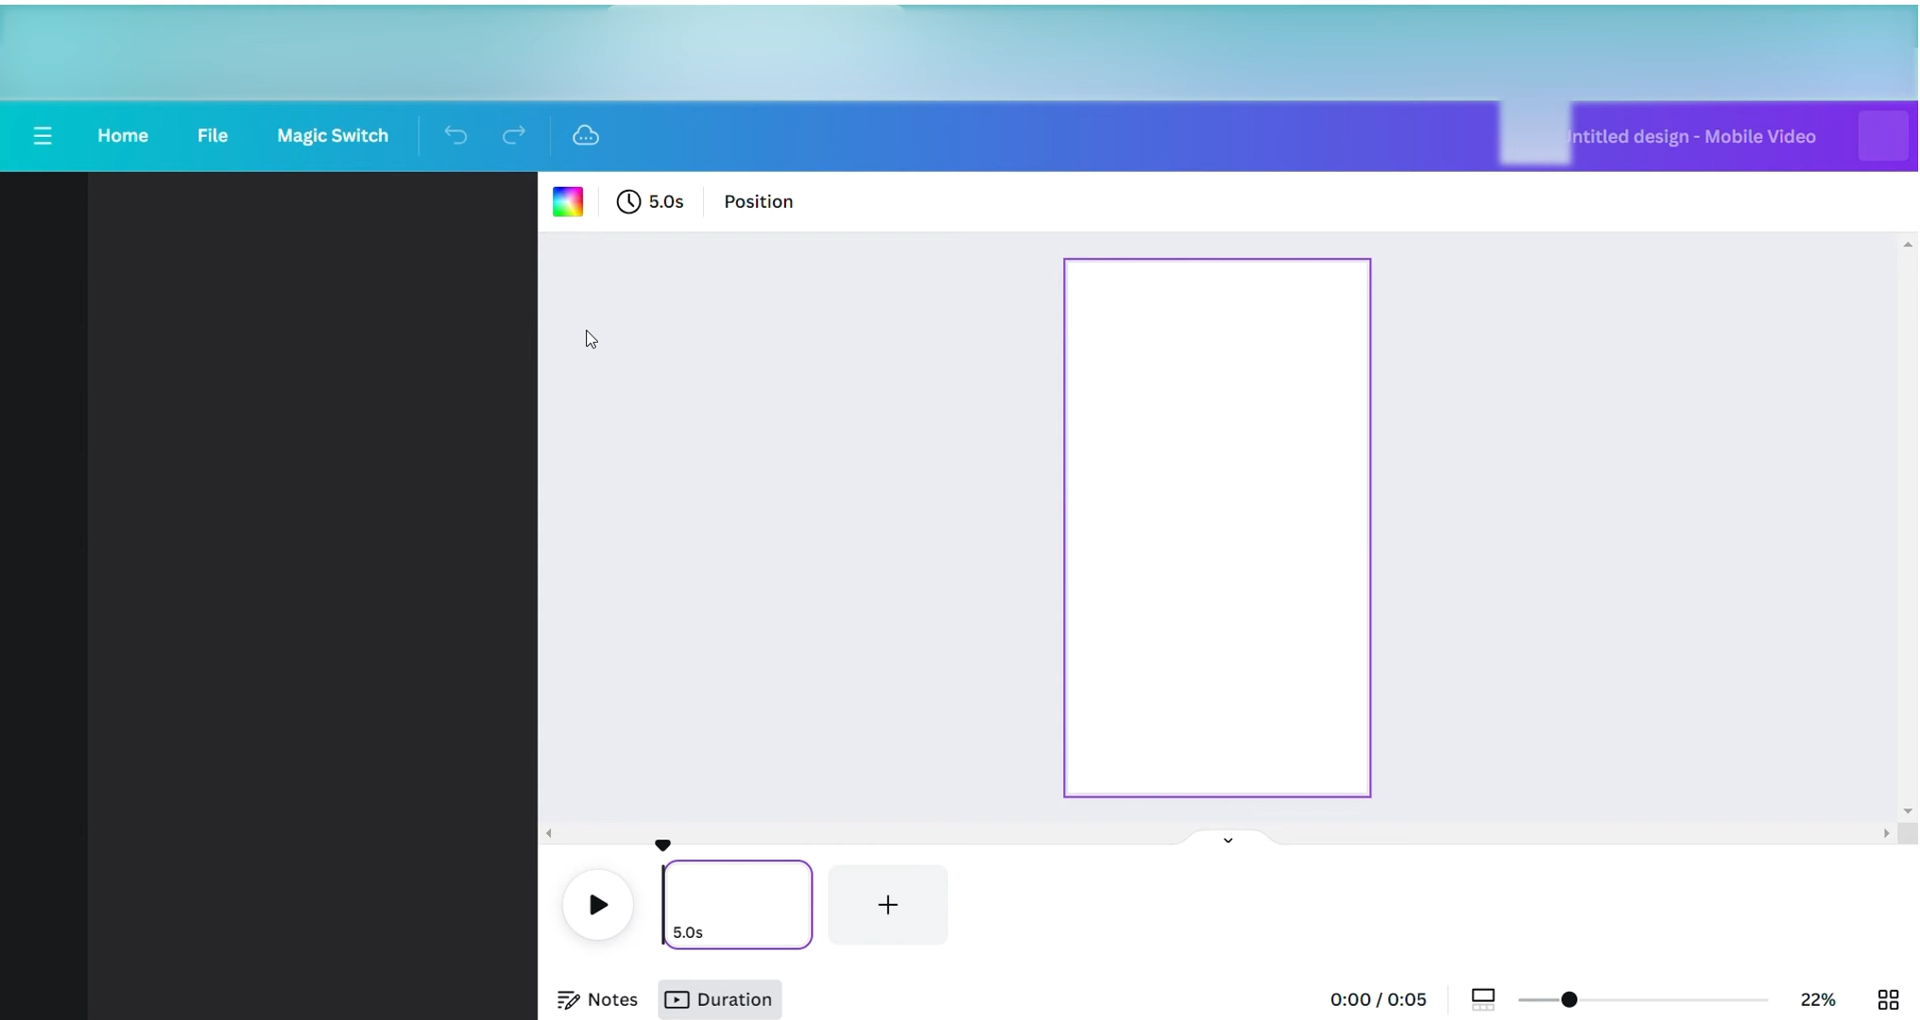 Home File Magic Switch
ntitled design - Mobile Video
5.0s Position
5.0s
Notes Duration 0:00 / 0:05 22%